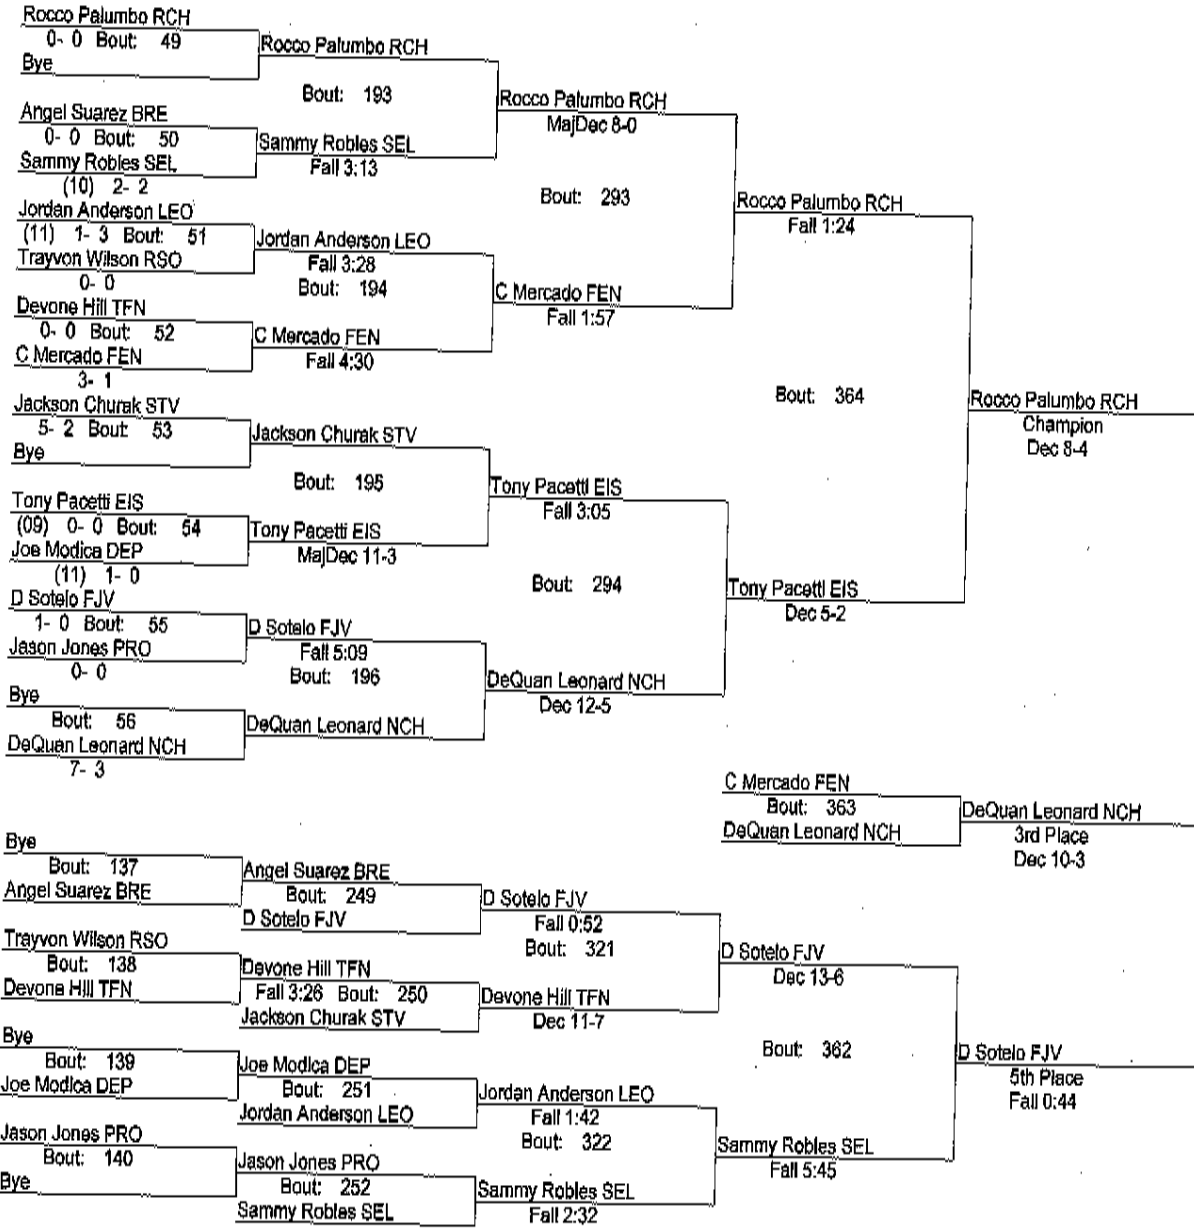 Rocco Palumbo RCH
0- 0 Bout: 49
Bye
Rocco Palumbo RCH
Bout: 193
Angel Suarez BRE
0- 0 Bout: 50
Sammy Robles SEL
(10) 2- 2
Sammy Robles SEL
Fall 3:13
Rocco Palumbo RCH
MajDec 8-0
Bout: 293
Jordan Anderson LEO
(11) 1- 3 Bout: 51
Trayvon Wilson RSO
0- 0
Jordan Anderson LEO
Fall 3:28
Bout: 194
Devone Hill TFN
0- 0 Bout: 52
C Mercado FEN
3- 1
C Mercado FEN
Fall 4:30
C Mercado FEN
Fall 1:57
Rocco Palumbo RCH
Fall 1:24
Bout: 364
Rocco Palumbo RCH
Champion
Dec 8-4
Jackson Churak STV
5- 2 Bout: 53
Bye
Jackson Churak STV
Bout: 195
Tony Pacetti EIS
(09) 0- 0 Bout: 54
Joe Modica DEP
(11) 1- 0
Tony Pacetti EIS
MajDec 11-3
Tony Pacetti EIS
Fall 3:05
Bout: 294
D Sotelo FJV
1- 0 Bout: 55
Jason Jones PRO
0- 0
D Sotelo FJV
Fall 5:09
Bout: 196
Bye
Bout: 56
DeQuan Leonard NCH
7- 3
DeQuan Leonard NCH
DeQuan Leonard NCH
Dec 12-5
Tony Pacetti EIS
Dec 5-2
C Mercado FEN
Bout: 363
DeQuan Leonard NCH
DeQuan Leonard NCH
3rd Place
Dec 10-3
Bye
Bout: 137
Angel Suarez BRE
Angel Suarez BRE
Bout: 249
D Sotelo FJV
D Sotelo FJV
Fall 0:52
Bout: 321
Trayvon Wilson RSO
Bout: 138
Devone Hill TFN
Devone Hill TFN
Fall 3:26 Bout: 250
Jackson Churak STV
Devone Hill TFN
Dec 11-7
D Sotelo FJV
Dec 13-6
Bout: 362
D Sotelo FJV
5th Place
Fall 0:44
Bye
Bout: 139
Joe Modica DEP
Joe Modica DEP
Bout: 251
Jordan Anderson LEO
Jordan Anderson LEO
Fall 1:42
Bout: 322
Jason Jones PRO
Bout: 140
Bye
Jason Jones PRO
Bout: 252
Sammy Robles SEL
Sammy Robles SEL
Fall 2:32
Sammy Robles SEL
Fall 5:45